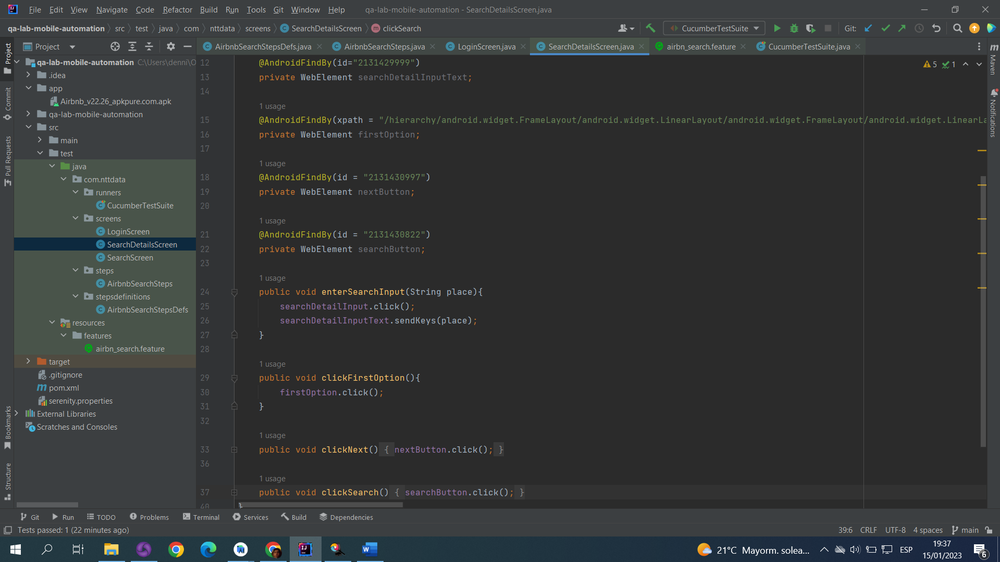 File Edit View Navigate Code Refactor Build Run Tools Git Window Help qa-lab-mobile-automation - SearchDetailsScreen.java
qa-lab-mobile-automation src test java com nttdata screens SearchDetailsScreen clickSearch CucumberTestSuite Git:
Project AirbnbSearchStepsDefs.java AirbnbSearchSteps.java LoginScreen.java SearchDetailsScreen.java airbn_search.feature CucumberTestSuite.java
Project
Commit
Pull Requests
Bookmarks
Structure
qa-lab-mobile-automation C:\Users\denni\O
.idea
app
Airbnb_v22.26_apkpure.com.apk
qa-lab-mobile-automation
src
main
test
java
com.nttdata
runners
CucumberTestSuite
screens
LoginScreen
SearchDetailsScreen
SearchScreen
steps
AirbnbSearchSteps
stepsdefinitions
AirbnbSearchStepsDefs
resources
features
airbn_search.feature
target
.gitignore
pom.xml
serenity.properties
External Libraries
Scratches and Consoles
5 1
12 @AndroidFindBy(id="2131429999")
13 private WebElement searchDetailInputText;
14
1 usage
15 @AndroidFindBy(xpath = "/hierarchy/android.widget.FrameLayout/android.widget.LinearLayout/android.widget.FrameLayout/android.widget.LinearLa
16 private WebElement firstOption;
17
1 usage
18 @AndroidFindBy(id = "2131430997")
19 private WebElement nextButton;
20
1 usage
21 @AndroidFindBy(id = "2131430822")
22 private WebElement searchButton;
23
1 usage
24 public void enterSearchInput(String place){
25 searchDetailInput.click();
26 searchDetailInputText.sendKeys(place);
27 }
28
1 usage
29 public void clickFirstOption(){
30 firstOption.click();
31 }
32
1 usage
33 public void clickNext() { nextButton.click(); }
36
1 usage
37 public void clickSearch() { searchButton.click(); }
40 }
Maven
Notifications
Git Run TODO Problems Terminal Services Build Dependencies
Tests passed: 1 (22 minutes ago) 39:6 CRLF UTF-8 4 spaces main
21°C Mayorm. solea... ESP 19:37
15/01/2023
6